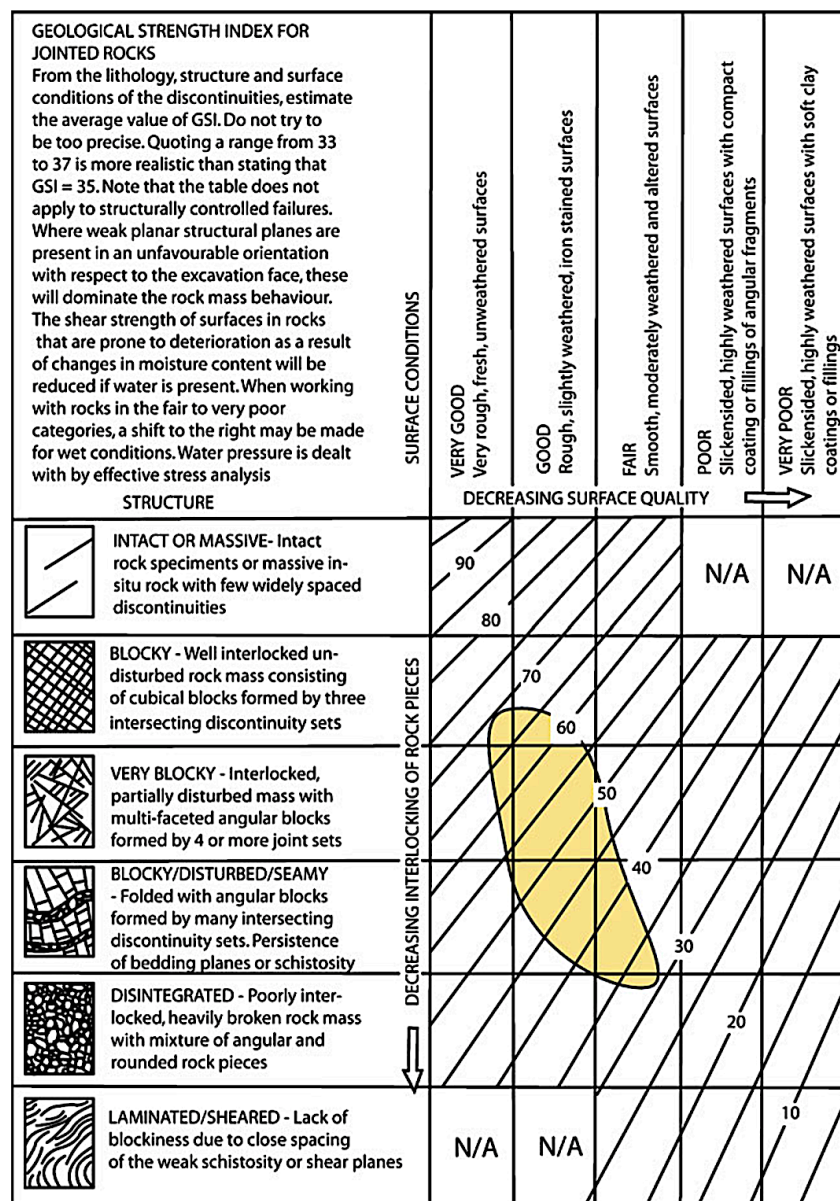 GEOLOGICAL STRENGTH INDEX FOR
JOINTED ROCKS
From the lithology, structure and surface
conditions of the discontinuities, estimate
the average value of GSI. Do not try to
be too precise. Quoting a range from 33
to 37 is more realistic than stating that
GSI = 35. Note that the table does not
apply to structurally controlled failures.
Where weak planar structural planes are
present in an unfavourable orientation
with respect to the excavation face, these
will dominate the rock mass behaviour.
The shear strength of surfaces in rocks
that are prone to deterioration as a result
of changes in moisture content will be
reduced if water is present. When working
with rocks in the fair to very poor
categories, a shift to the right may be made
for wet conditions. Water pressure is dealt
with by effective stress analysis
STRUCTURE
SURFACE CONDITIONS
VERY GOOD
Very rough, fresh, unweathered surfaces
GOOD
Rough, slightly weathered, iron stained surfaces
FAIR
Smooth, moderately weathered and altered surfaces
POOR
Slickensided, highly weathered surfaces with compact
coating or fillings of angular fragments
VERY POOR
Slickensided, highly weathered surfaces with soft clay
coatings or fillings
DECREASING SURFACE QUALITY
INTACT OR MASSIVE- Intact
rock speciments or massive in-
situ rock with few widely spaced
discontinuities
90
80
N/A
N/A
DECREASING INTERLOCKING OF ROCK PIECES
BLOCKY - Well interlocked un-
disturbed rock mass consisting
of cubical blocks formed by three
intersecting discontinuity sets
70
60
VERY BLOCKY - Interlocked,
partially disturbed mass with
multi-faceted angular blocks
formed by 4 or more joint sets
50
BLOCKY/DISTURBED/SEAMY
- Folded with angular blocks
formed by many intersecting
discontinuity sets. Persistence
of bedding planes or schistosity
40
30
DISINTEGRATED - Poorly inter-
locked, heavily broken rock mass
with mixture of angular and
rounded rock pieces
20
LAMINATED/SHEARED - Lack of
blockiness due to close spacing
of the weak schistosity or shear planes
N/A
N/A
10